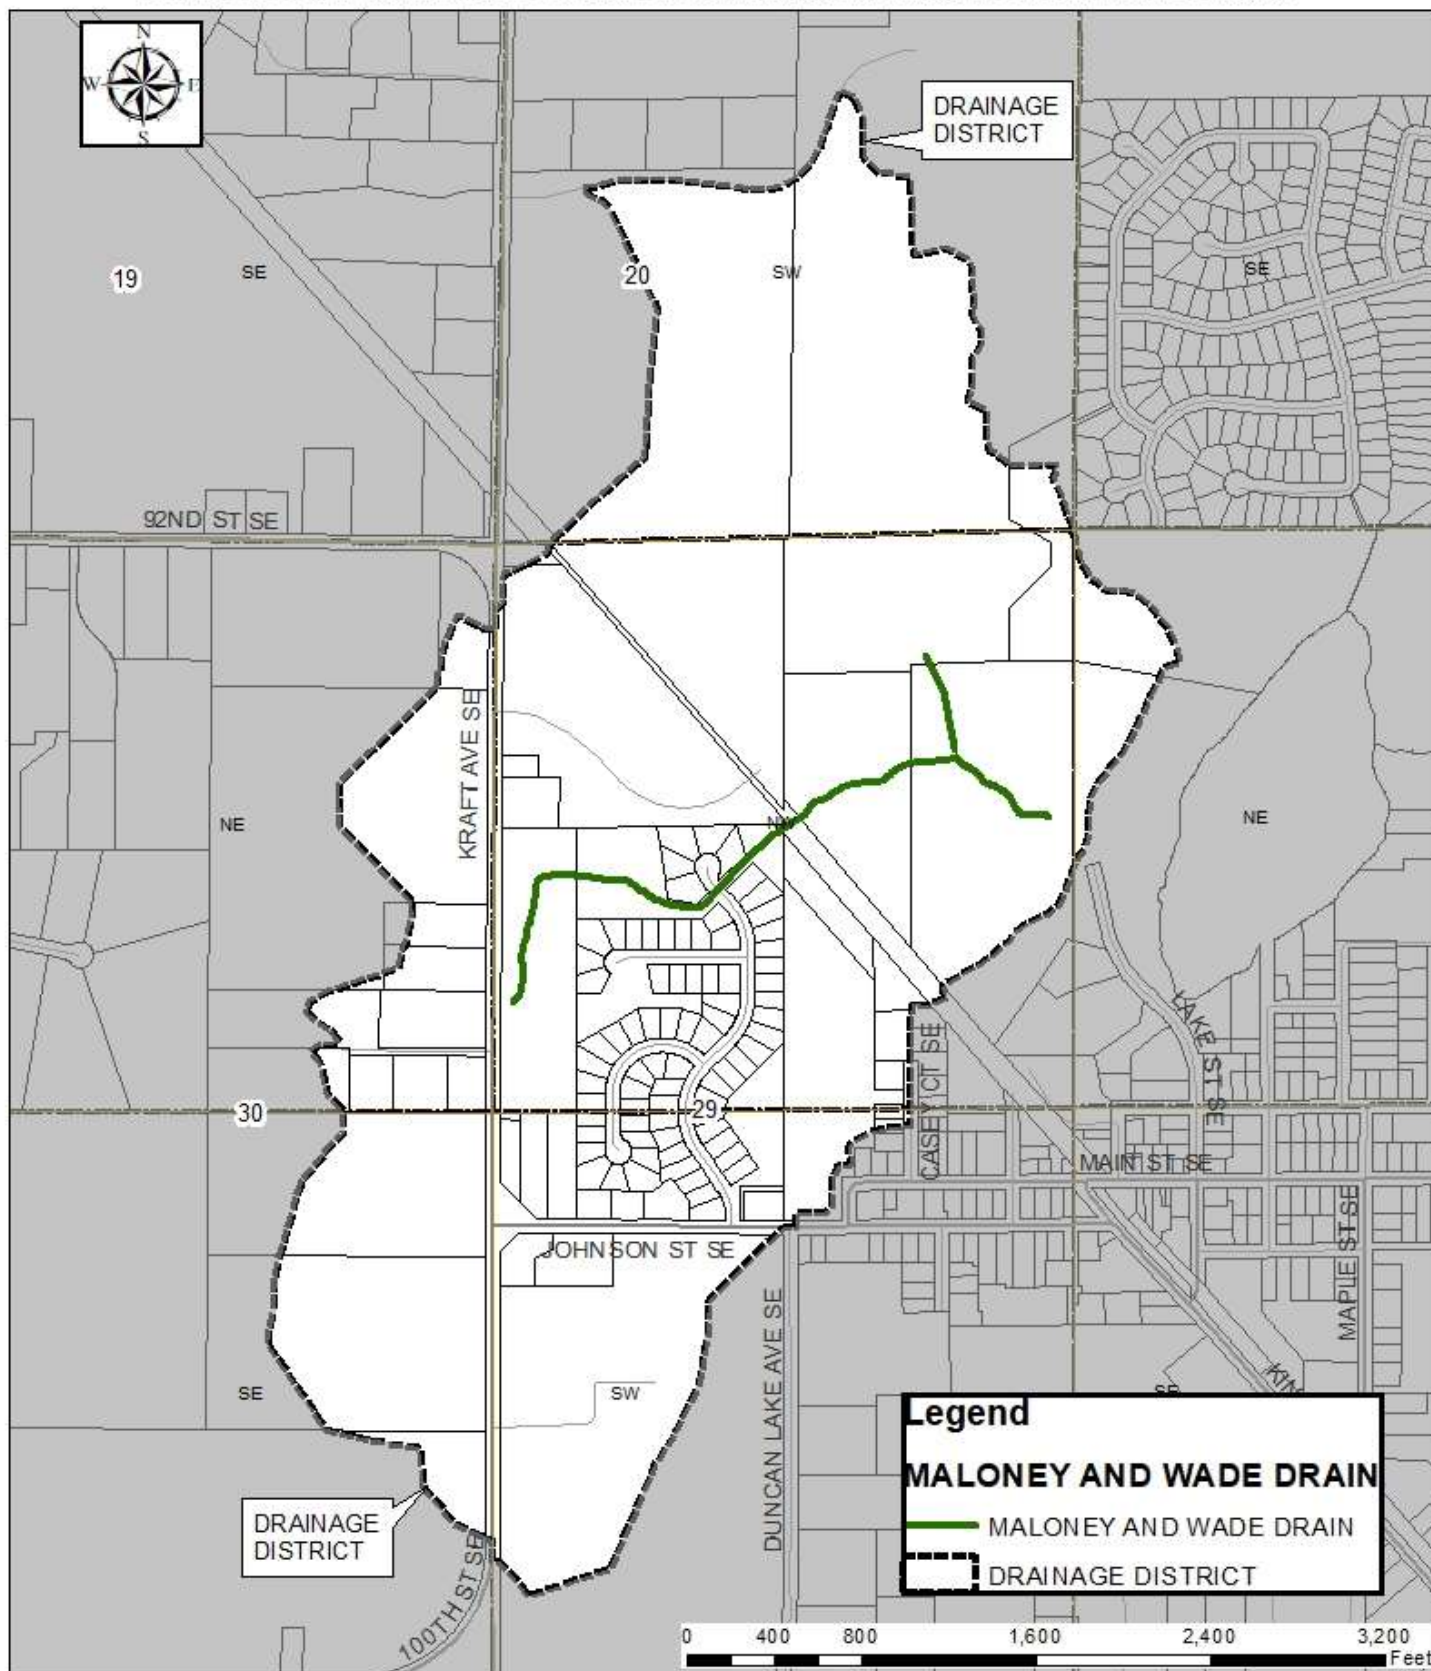 N
W E
S
DRAINAGE
DISTRICT
19
SE
20
SW
SE
92ND ST SE
KRAFT AVE SE
NE
NW
NE
LAKE ST SE
CASEY CT SE
30
29
MAIN ST SE
JOHNSON ST SE
MAPLE ST SE
DUNCAN LAKE AVE SE
SE
SW
DRAINAGE
DISTRICT
100TH ST SE
Legend
MALONEY AND WADE DRAIN
MALONEY AND WADE DRAIN
DRAINAGE DISTRICT
0 400 800 1,600 2,400 3,200
Feet